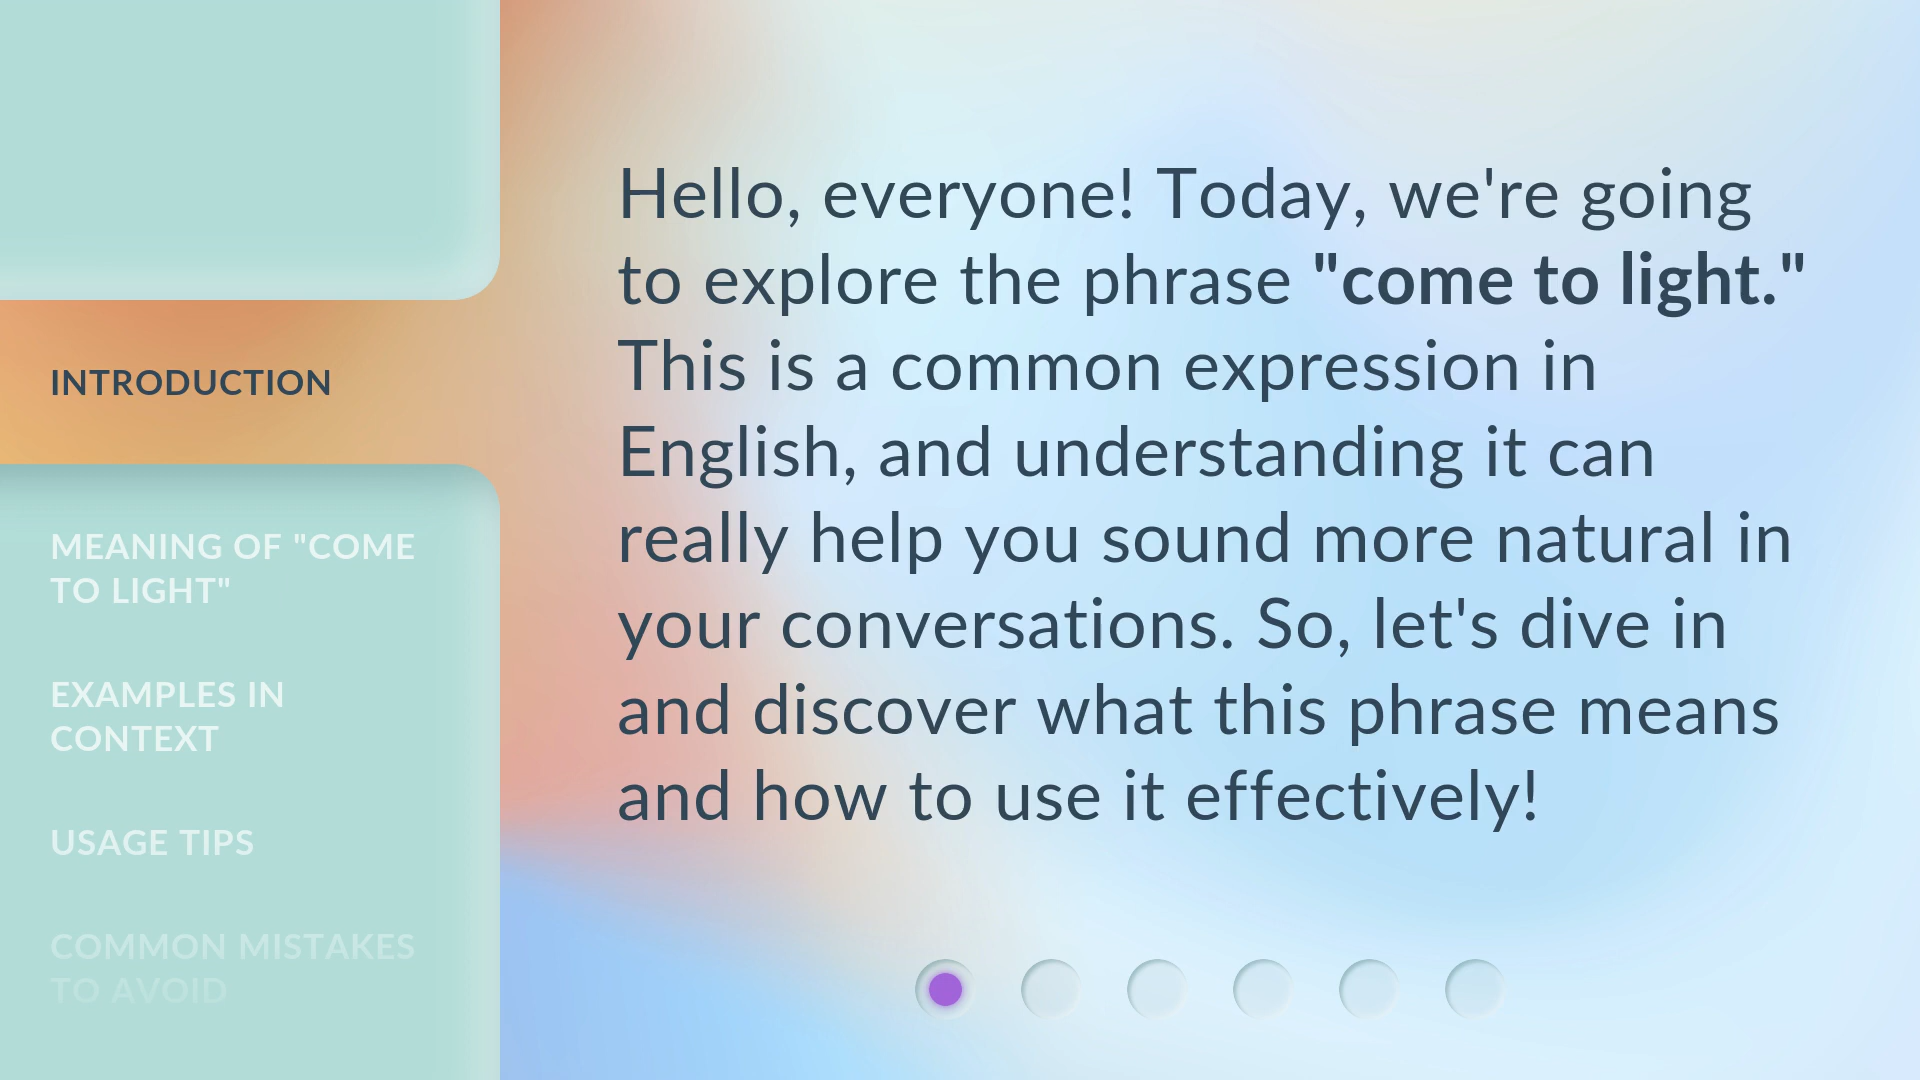 INTRODUCTION
MEANING OF "COME
TO LIGHT"
EXAMPLES IN
CONTEXT
USAGE TIPS
COMMON MISTAKES
TO AVOID
Hello, everyone! Today, we're going
to explore the phrase "come to light."
This is a common expression in
English, and understanding it can
really help you sound more natural in
your conversations. So, let's dive in
and discover what this phrase means
and how to use it effectively!